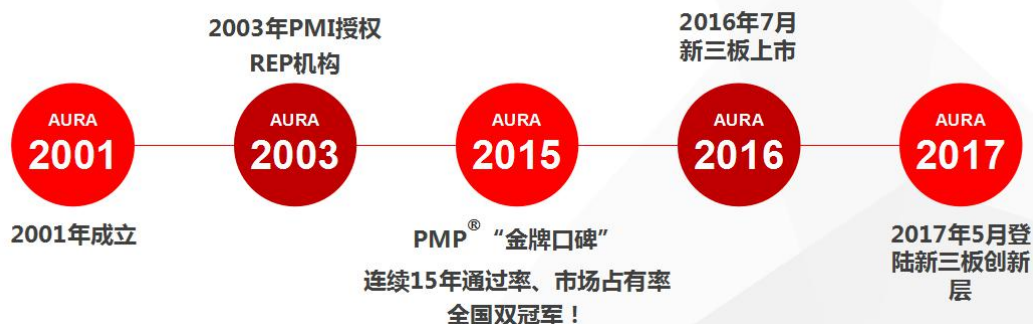 2003年PMI授权
REP机构
2016年7月
新三板上市
AURA
2001
AURA
2003
AURA
2015
AURA
2016
AURA
2017
2001年成立
PMP®“金牌口碑”
连续15年通过率、市场占有率
全国双冠军！
2017年5月登
陆新三板创新
层